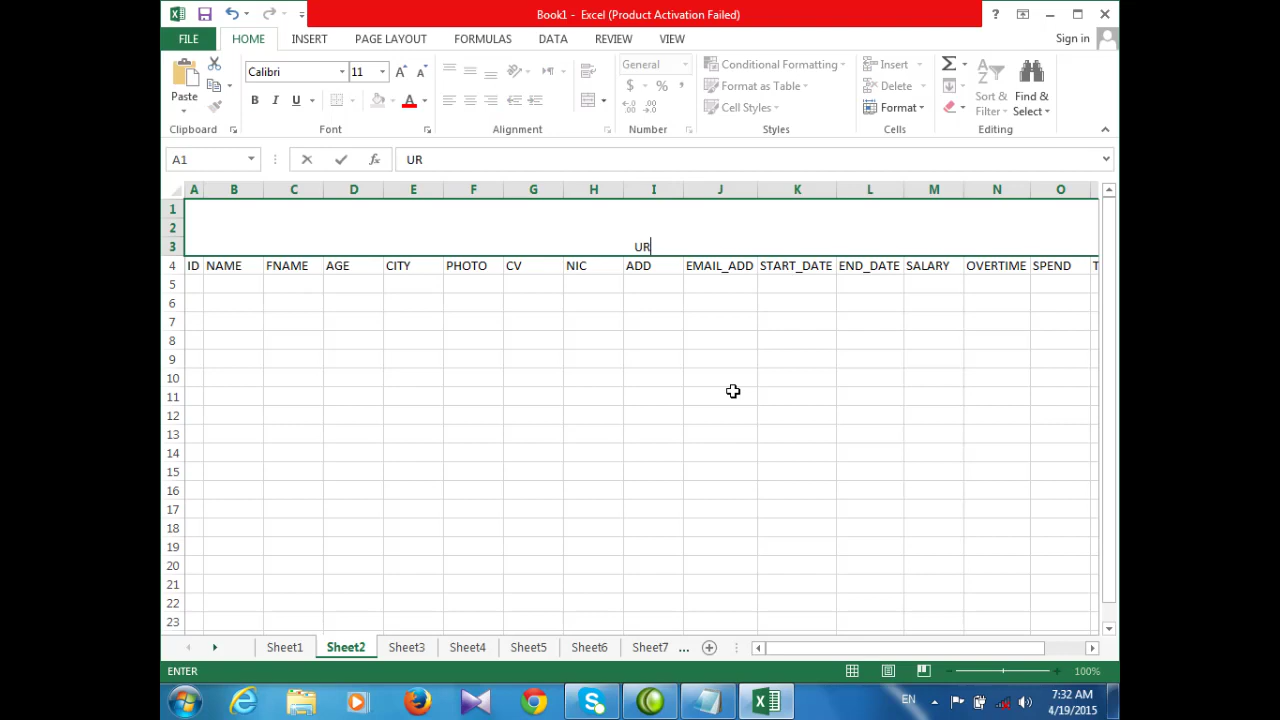 Book1 - Excel (Product Activation Failed)
?
FILE HOME INSERT PAGE LAYOUT FORMULAS DATA REVIEW VIEW Sign in
Paste
Calibri 11
B I U A
General
$ % ,
Conditional Formatting
Format as Table
Cell Styles
Insert
Delete
Format
Sort & Filter
Find & Select
Clipboard Font Alignment Number Styles Cells Editing
A1 fx UR
A B C D E F G H I J K L M N O
1
2
3 UR
4 ID NAME FNAME AGE CITY PHOTO CV NIC ADD EMAIL_ADD START_DATE END_DATE SALARY OVERTIME SPEND T
5
6
7
8
9
10
11
12
13
14
15
16
17
18
19
20
21
22
23
Sheet1 Sheet2 Sheet3 Sheet4 Sheet5 Sheet6 Sheet7 ...
ENTER 100%
EN 7:32 AM
4/19/2015